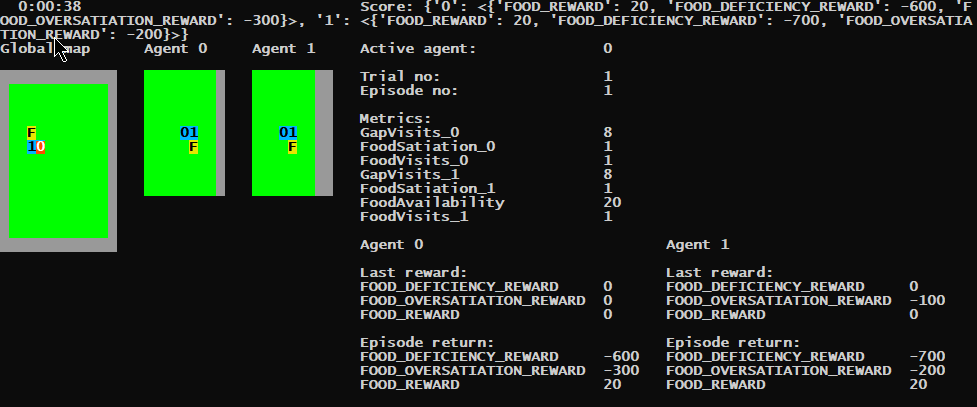 0:00:38 Score: {'0': <{'FOOD_REWARD': 20, 'FOOD_DEFICIENCY_REWARD': -600, 'F
OOD_OVERSATIATION_REWARD': -300}>, '1': <{'FOOD_REWARD': 20, 'FOOD_DEFICIENCY_REWARD': -700, 'FOOD_OVERSATIA
TION_REWARD': -200}>}
Global map Agent 0 Agent 1 Active agent: 0
Trial no: 1
Episode no: 1
Metrics:
F 01 01 GapVisits_0 8
10 F F FoodSatiation_0 1
FoodVisits_0 1
GapVisits_1 8
FoodSatiation_1 1
FoodAvailability 20
FoodVisits_1 1
Agent 0 Agent 1
Last reward: Last reward:
FOOD_DEFICIENCY_REWARD 0 FOOD_DEFICIENCY_REWARD 0
FOOD_OVERSATIATION_REWARD 0 FOOD_OVERSATIATION_REWARD -100
FOOD_REWARD 0 FOOD_REWARD 0
Episode return: Episode return:
FOOD_DEFICIENCY_REWARD -600 FOOD_DEFICIENCY_REWARD -700
FOOD_OVERSATIATION_REWARD -300 FOOD_OVERSATIATION_REWARD -200
FOOD_REWARD 20 FOOD_REWARD 20